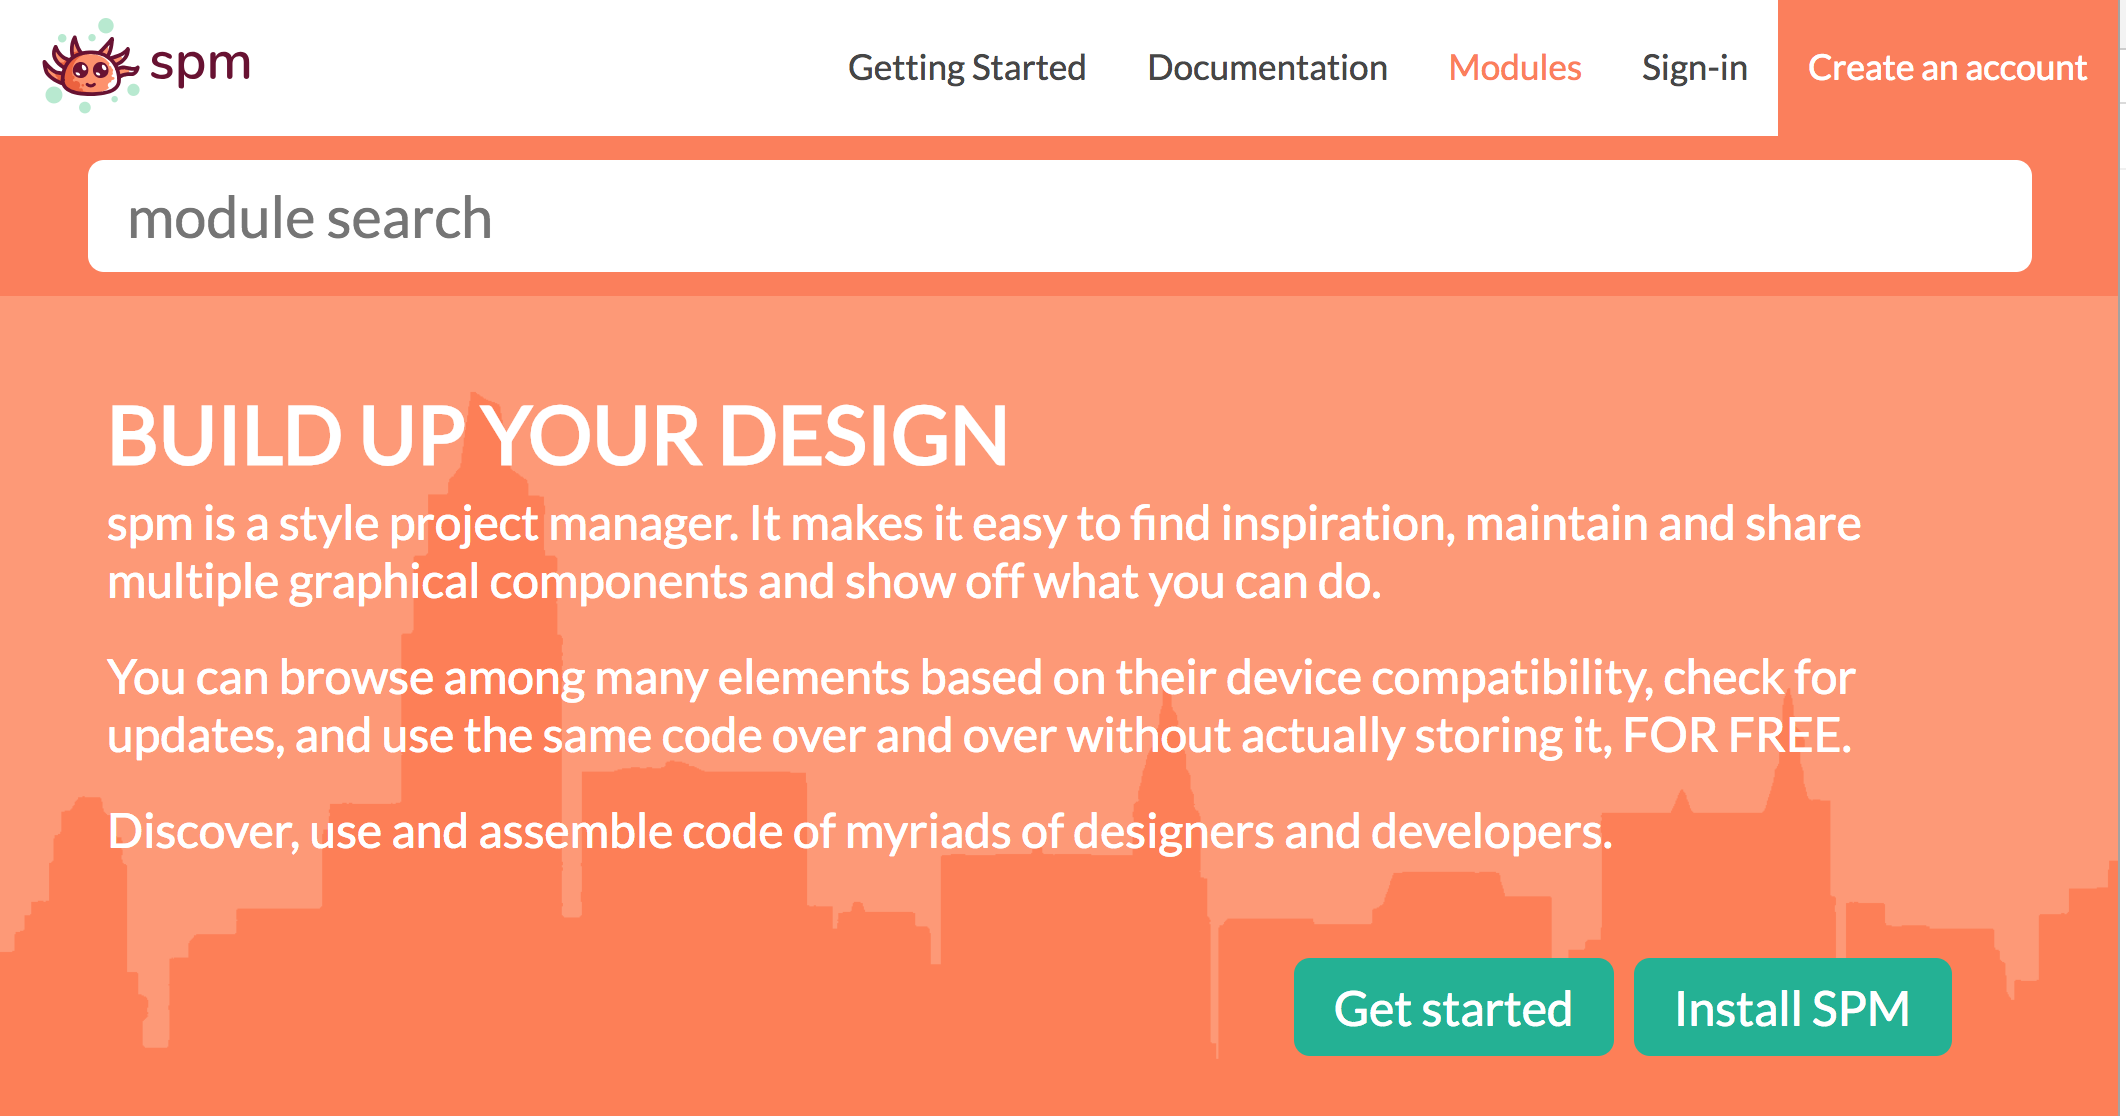 spm
Getting Started
Documentation
Modules
Sign-in
Create an account
module search
BUILD UP YOUR DESIGN
spm is a style project manager. It makes it easy to find inspiration, maintain and share
multiple graphical components and show off what you can do.
You can browse among many elements based on their device compatibility, check for
updates, and use the same code over and over without actually storing it, FOR FREE.
Discover, use and assemble code of myriads of designers and developers.
Get started
Install SPM